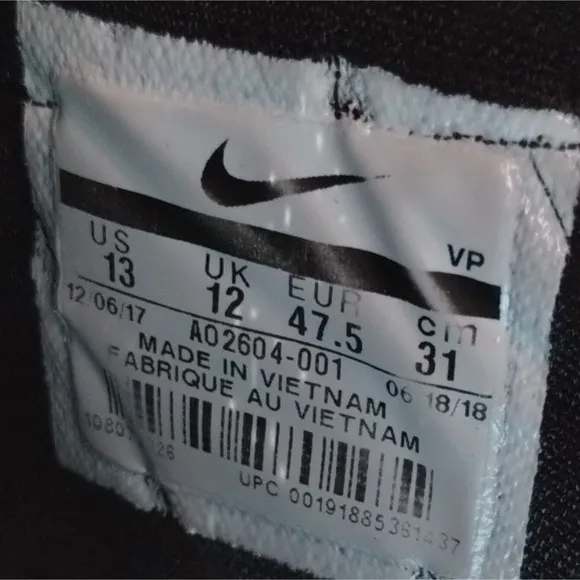 VP
US UK EUR cm
13 12 47.5 31
12/06/17 AO2604-001 06 18/18
MADE IN VIETNAM
FABRIQUE AU VIETNAM
UPC 00191885361437